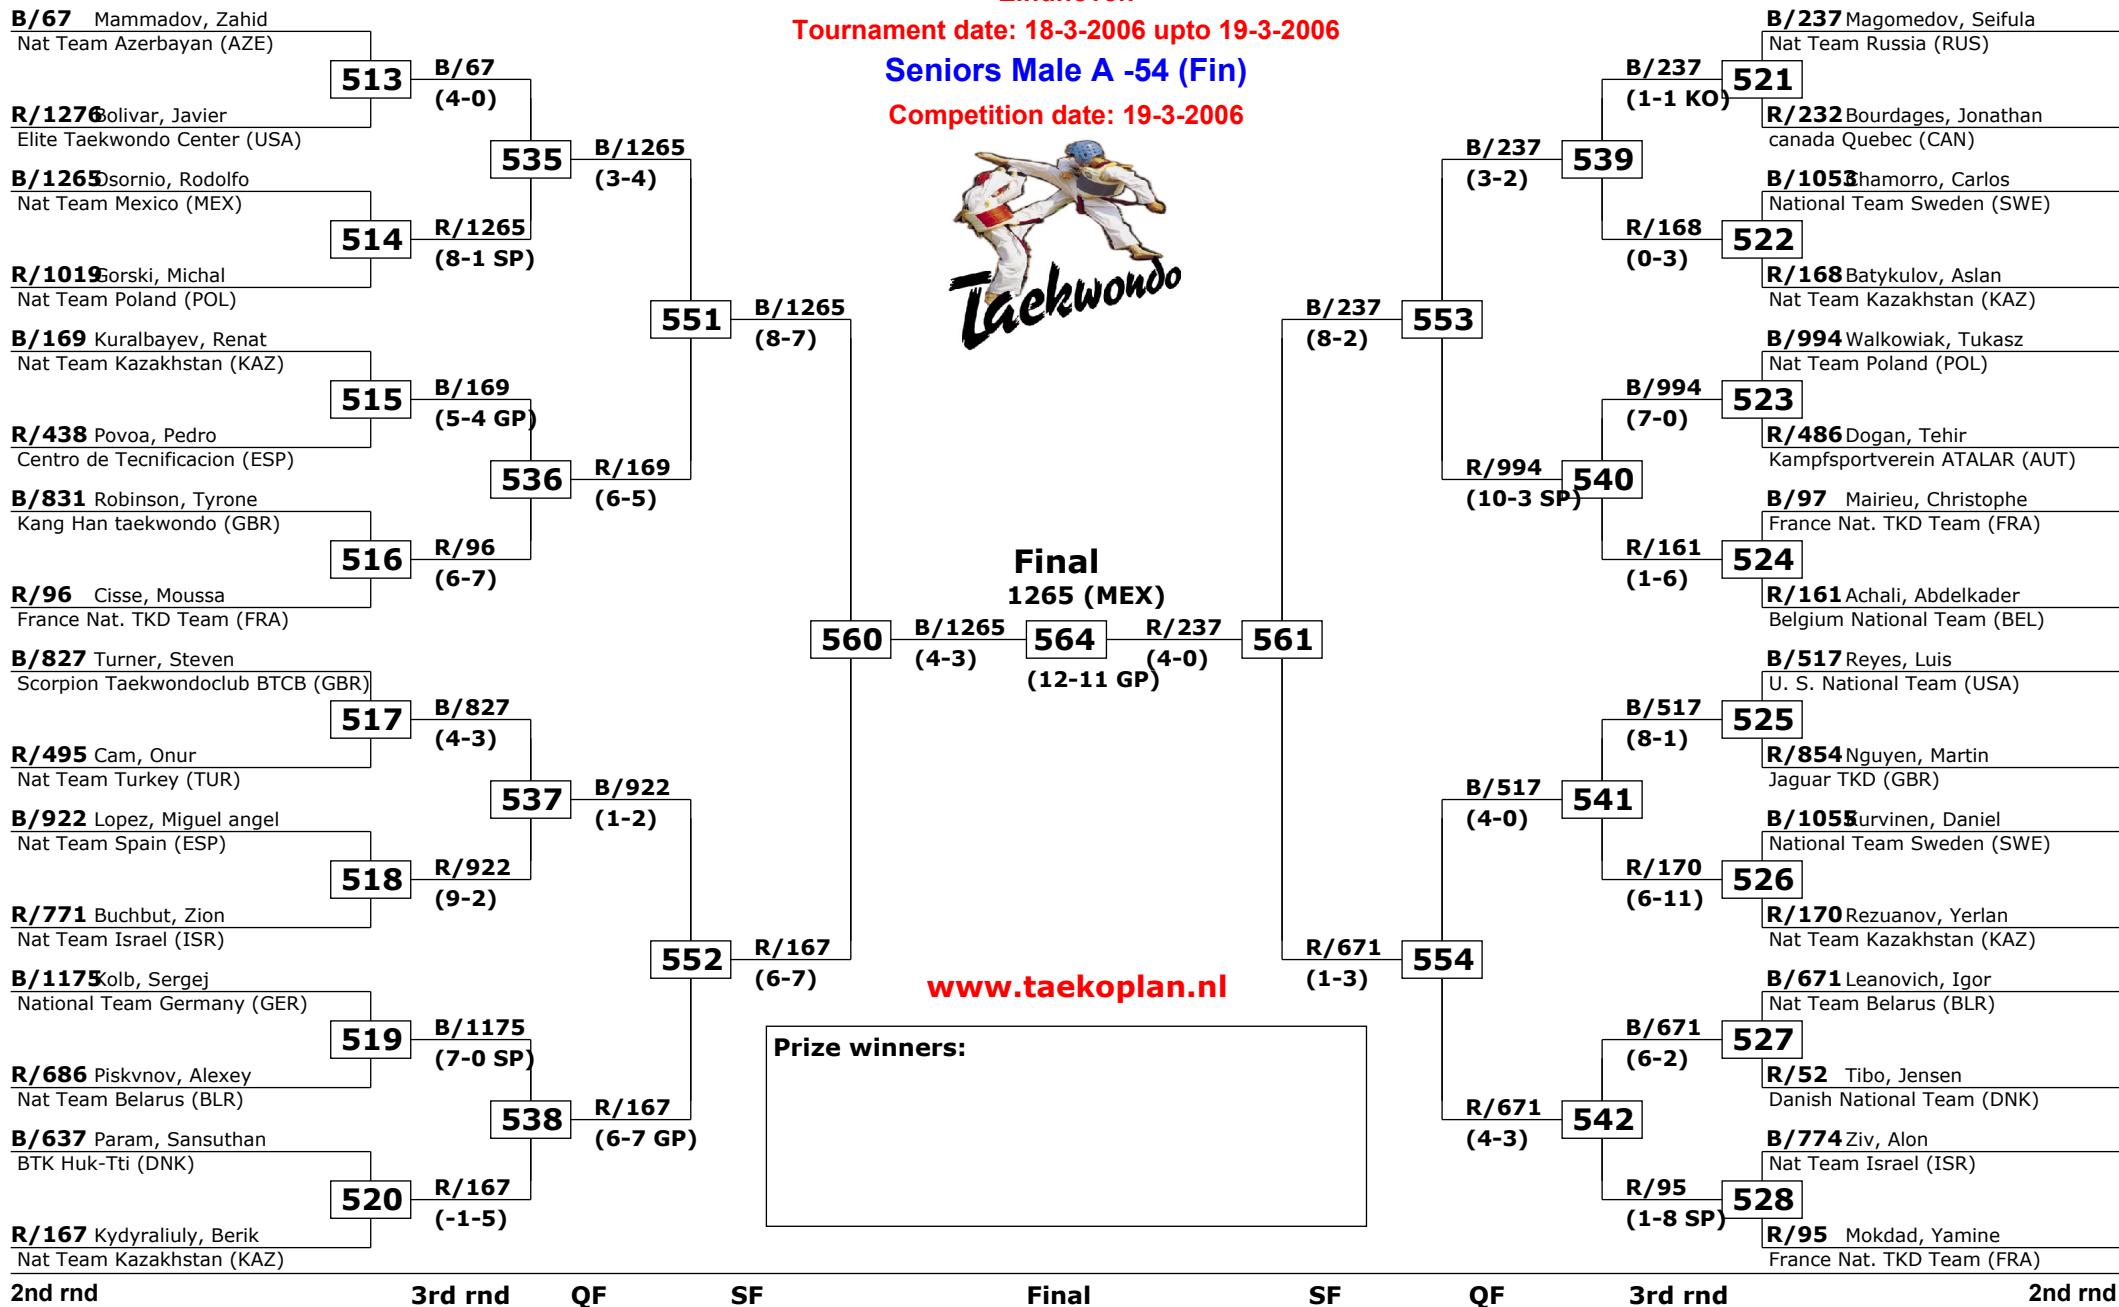 Eindhoven
Tournament date: 18-3-2006 upto 19-3-2006
Seniors Male A -54 (Fin)
Competition date: 19-3-2006
Taekwondo
B/67 Mammadov, Zahid
Nat Team Azerbayan (AZE)
513
B/67
(4-0)
R/1276 Bolivar, Javier
Elite Taekwondo Center (USA)
535
B/1265
(3-4)
B/1265 Osornio, Rodolfo
Nat Team Mexico (MEX)
514
R/1265
(8-1 SP)
R/1019 Gorski, Michal
Nat Team Poland (POL)
551
B/1265
(8-7)
B/169 Kuralbayev, Renat
Nat Team Kazakhstan (KAZ)
515
B/169
(5-4 GP)
R/438 Povoa, Pedro
Centro de Tecnificacion (ESP)
536
R/169
(6-5)
B/831 Robinson, Tyrone
Kang Han taekwondo (GBR)
516
R/96
(6-7)
R/96 Cisse, Moussa
France Nat. TKD Team (FRA)
560
B/1265
(4-3)
B/827 Turner, Steven
Scorpion Taekwondoclub BTCB (GBR)
517
B/827
(4-3)
R/495 Cam, Onur
Nat Team Turkey (TUR)
537
B/922
(1-2)
B/922 Lopez, Miguel angel
Nat Team Spain (ESP)
518
R/922
(9-2)
R/771 Buchbut, Zion
Nat Team Israel (ISR)
552
R/167
(6-7)
B/1175 Kolb, Sergej
National Team Germany (GER)
519
B/1175
(7-0 SP)
R/686 Piskvnov, Alexey
Nat Team Belarus (BLR)
538
R/167
(6-7 GP)
B/637 Param, Sansuthan
BTK Huk-Tti (DNK)
520
R/167
(-1-5)
R/167 Kydyraliuly, Berik
Nat Team Kazakhstan (KAZ)
Final
1265 (MEX)
564
(12-11 GP)
www.taekoplan.nl
Prize winners:
B/237 Magomedov, Seifula
Nat Team Russia (RUS)
B/237
(1-1 KO)
521
R/232 Bourdages, Jonathan
canada Quebec (CAN)
B/237
(3-2)
539
B/1053 Chamorro, Carlos
National Team Sweden (SWE)
R/168
(0-3)
522
R/168 Batykulov, Aslan
Nat Team Kazakhstan (KAZ)
B/237
(8-2)
553
B/994 Walkowiak, Tukasz
Nat Team Poland (POL)
B/994
(7-0)
523
R/486 Dogan, Tehir
Kampfsportverein ATALAR (AUT)
R/994
(10-3 SP)
540
B/97 Mairieu, Christophe
France Nat. TKD Team (FRA)
R/161
(1-6)
524
R/161 Achali, Abdelkader
Belgium National Team (BEL)
R/237
(4-0)
561
B/517 Reyes, Luis
U. S. National Team (USA)
B/517
(8-1)
525
R/854 Nguyen, Martin
Jaguar TKD (GBR)
B/517
(4-0)
541
B/1055 Kurvinen, Daniel
National Team Sweden (SWE)
R/170
(6-11)
526
R/170 Rezuanov, Yerlan
Nat Team Kazakhstan (KAZ)
R/671
(1-3)
554
B/671 Leanovich, Igor
Nat Team Belarus (BLR)
B/671
(6-2)
527
R/52 Tibo, Jensen
Danish National Team (DNK)
R/671
(4-3)
542
B/774 Ziv, Alon
Nat Team Israel (ISR)
R/95
(1-8 SP)
528
R/95 Mokdad, Yamine
France Nat. TKD Team (FRA)
2nd rnd 3rd rnd QF SF Final SF QF 3rd rnd 2nd rnd